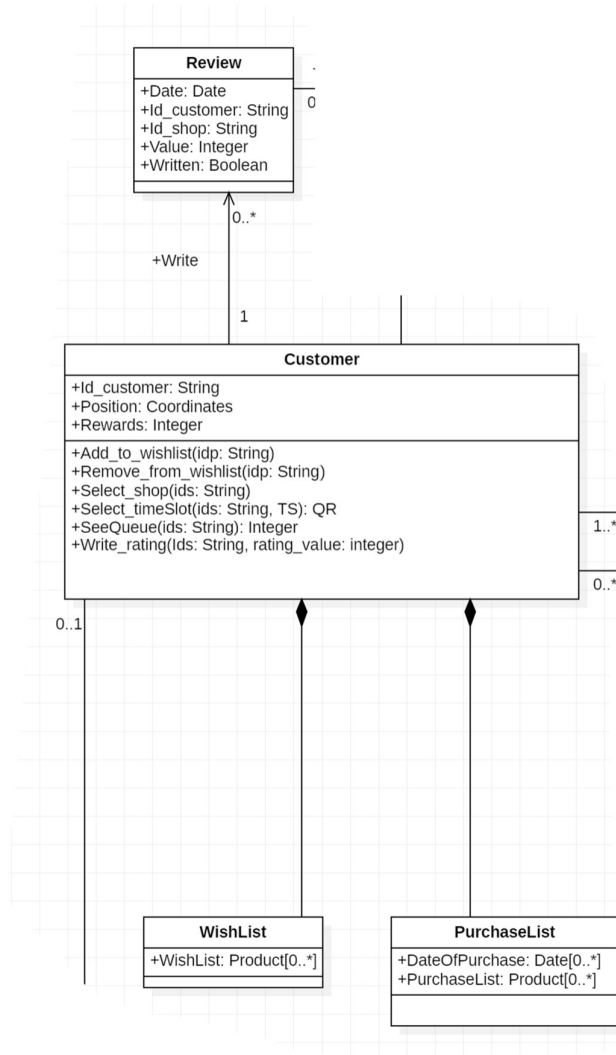 Review
+Date: Date
+Id_customer: String
+Id_shop: String
+Value: Integer
+Written: Boolean
0
0..*
+Write
1
Customer
+Id_customer: String
+Position: Coordinates
+Rewards: Integer
+Add_to_wishlist(idp: String)
+Remove_from_wishlist(idp: String)
+Select_shop(ids: String)
+Select_timeSlot(ids: String, TS): QR
+SeeQueue(ids: String): Integer
+Write_rating(Ids: String, rating_value: integer)
1..*
0..*
0..1
WishList
+WishList: Product[0..*]
PurchaseList
+DateOfPurchase: Date[0..*]
+PurchaseList: Product[0..*]